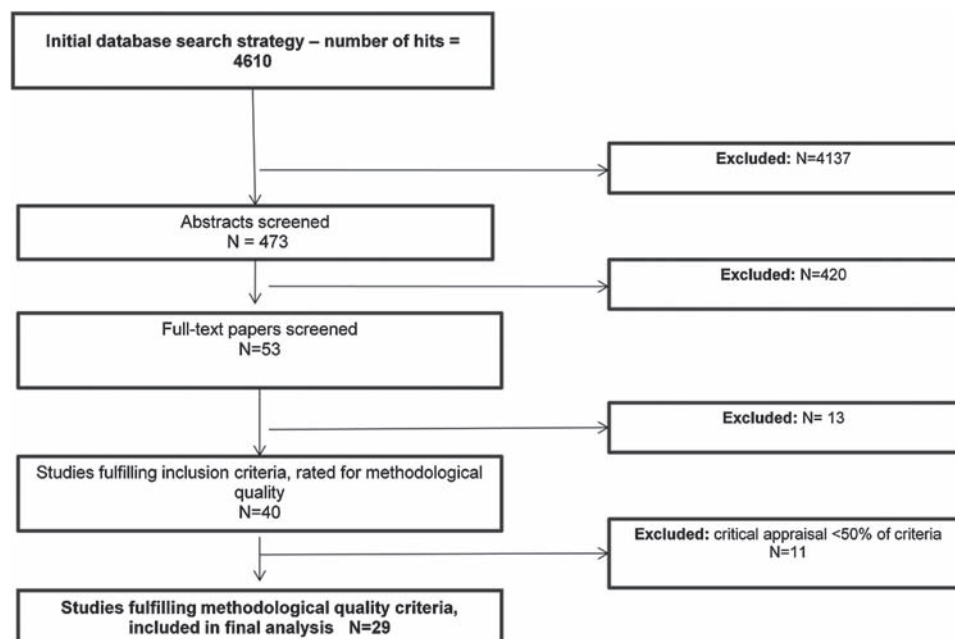 Initial database search strategy – number of hits =
4610
Excluded: N=4137
Abstracts screened
N = 473
Excluded: N=420
Full-text papers screened
N=53
Excluded: N= 13
Studies fulfilling inclusion criteria, rated for methodological
quality
N=40
Excluded: critical appraisal <50% of criteria
N=11
Studies fulfilling methodological quality criteria,
included in final analysis N=29